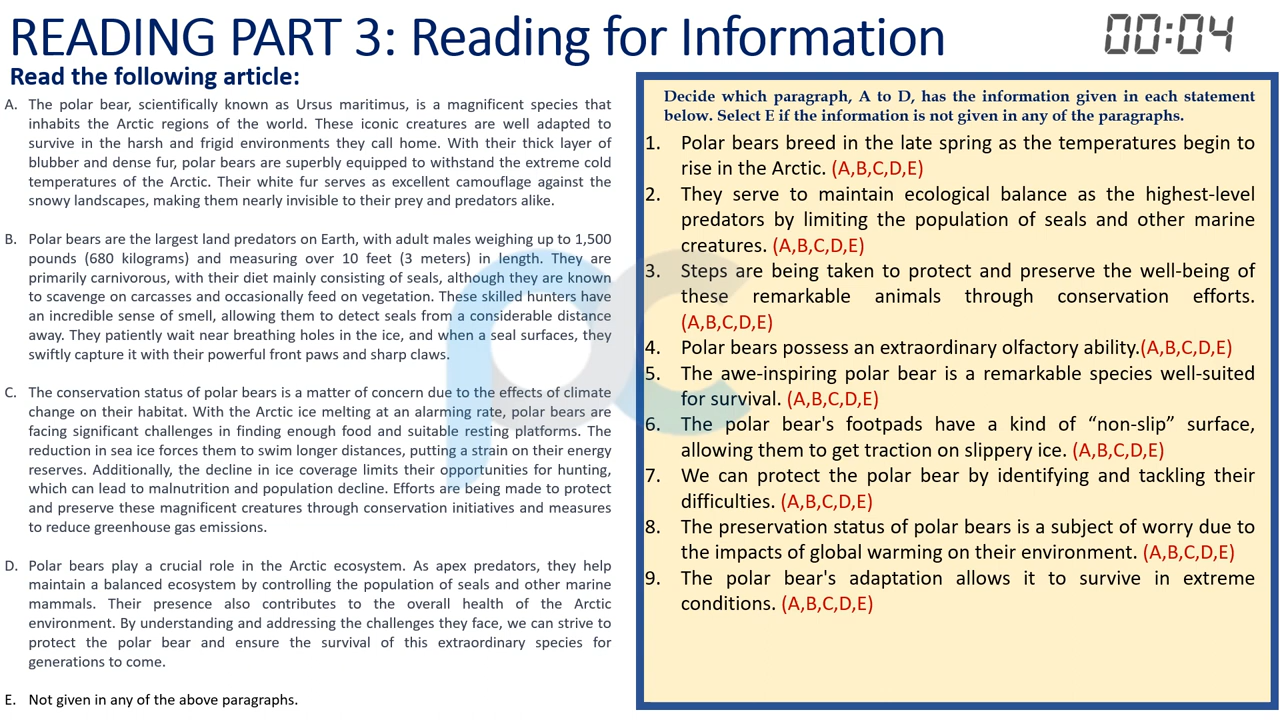 READING PART 3: Reading for Information
00:04
Read the following article:
A. The polar bear, scientifically known as Ursus maritimus, is a magnificent species that
inhabits the Arctic regions of the world. These iconic creatures are well adapted to
survive in the harsh and frigid environments they call home. With their thick layer of
blubber and dense fur, polar bears are superbly equipped to withstand the extreme cold
temperatures of the Arctic. Their white fur serves as excellent camouflage against the
snowy landscapes, making them nearly invisible to their prey and predators alike.
B. Polar bears are the largest land predators on Earth, with adult males weighing up to 1,500
pounds (680 kilograms) and measuring over 10 feet (3 meters) in length. They are
primarily carnivorous, with their diet mainly consisting of seals, although they are known
to scavenge on carcasses and occasionally feed on vegetation. These skilled hunters have
an incredible sense of smell, allowing them to detect seals from a considerable distance
away. They patiently wait near breathing holes in the ice, and when a seal surfaces, they
swiftly capture it with their powerful front paws and sharp claws.
C. The conservation status of polar bears is a matter of concern due to the effects of climate
change on their habitat. With the Arctic ice melting at an alarming rate, polar bears are
facing significant challenges in finding enough food and suitable resting platforms. The
reduction in sea ice forces them to swim longer distances, putting a strain on their energy
reserves. Additionally, the decline in ice coverage limits their opportunities for hunting,
which can lead to malnutrition and population decline. Efforts are being made to protect
and preserve these magnificent creatures through conservation initiatives and measures
to reduce greenhouse gas emissions.
D. Polar bears play a crucial role in the Arctic ecosystem. As apex predators, they help
maintain a balanced ecosystem by controlling the population of seals and other marine
mammals. Their presence also contributes to the overall health of the Arctic
environment. By understanding and addressing the challenges they face, we can strive to
protect the polar bear and ensure the survival of this extraordinary species for
generations to come.
E. Not given in any of the above paragraphs.
Decide which paragraph, A to D, has the information given in each statement
below. Select E if the information is not given in any of the paragraphs.
1. Polar bears breed in the late spring as the temperatures begin to
rise in the Arctic. (A,B,C,D,E)
2. They serve to maintain ecological balance as the highest-level
predators by limiting the population of seals and other marine
creatures. (A,B,C,D,E)
3. Steps are being taken to protect and preserve the well-being of
these remarkable animals through conservation efforts.
(A,B,C,D,E)
4. Polar bears possess an extraordinary olfactory ability.(A,B,C,D,E)
5. The awe-inspiring polar bear is a remarkable species well-suited
for survival. (A,B,C,D,E)
6. The polar bear's footpads have a kind of “non-slip” surface,
allowing them to get traction on slippery ice. (A,B,C,D,E)
7. We can protect the polar bear by identifying and tackling their
difficulties. (A,B,C,D,E)
8. The preservation status of polar bears is a subject of worry due to
the impacts of global warming on their environment. (A,B,C,D,E)
9. The polar bear's adaptation allows it to survive in extreme
conditions. (A,B,C,D,E)